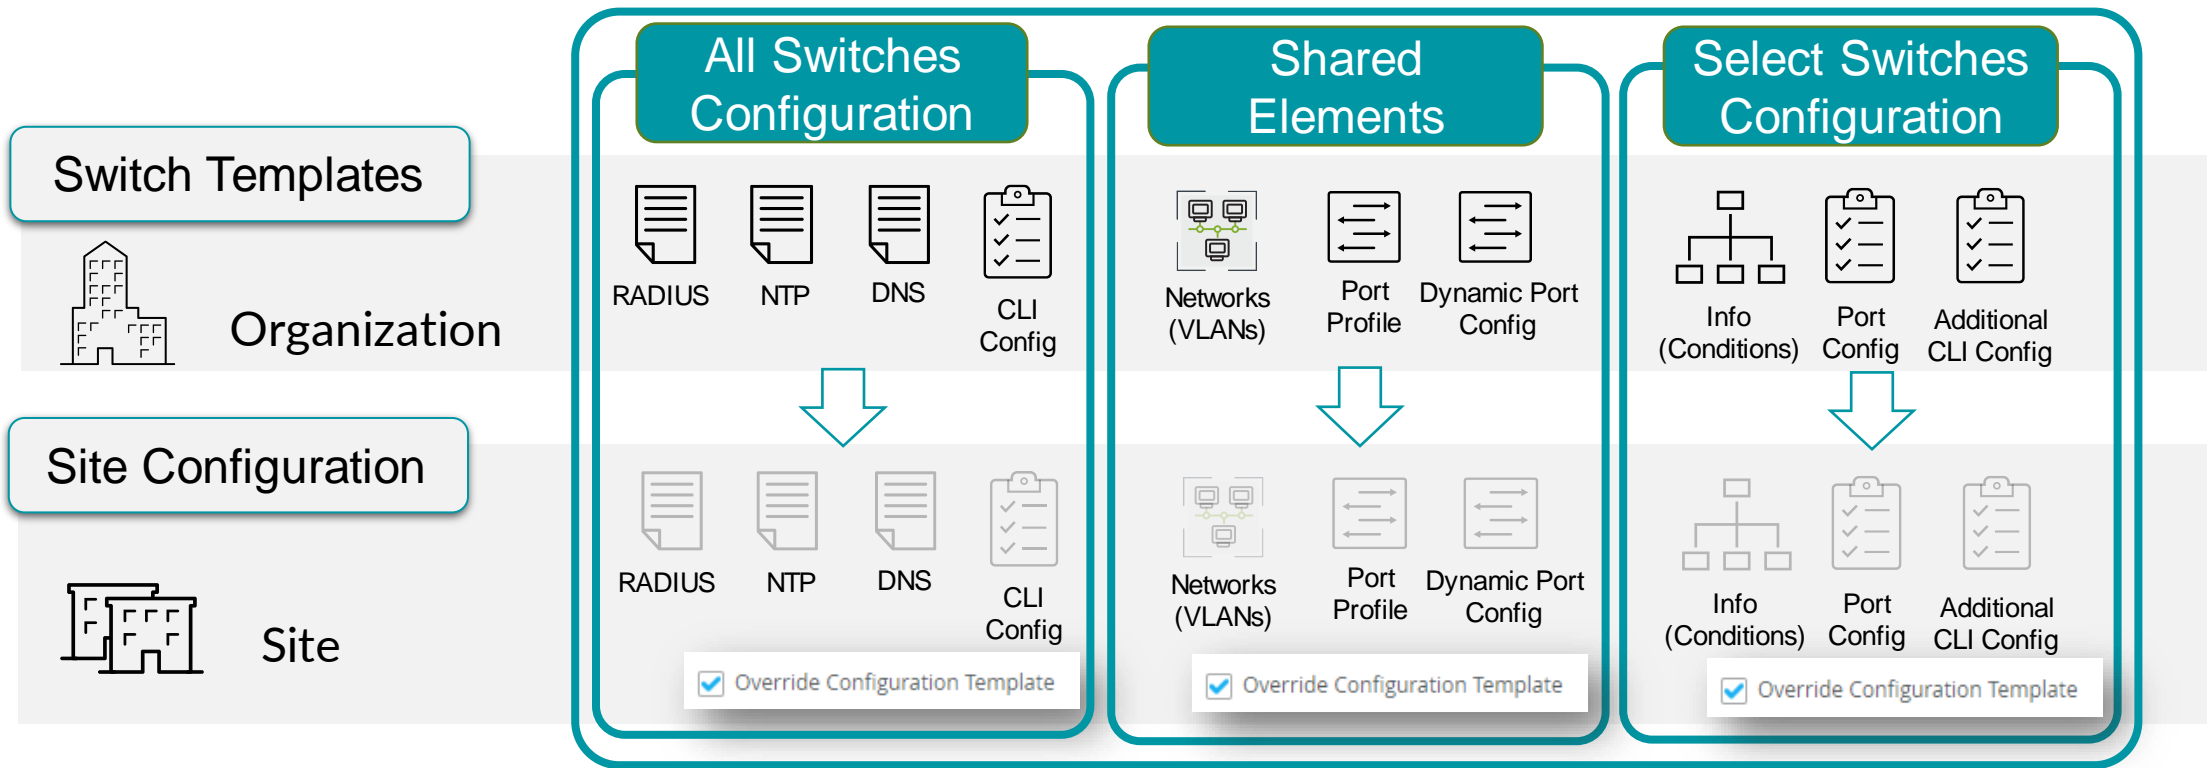 All Switches
Configuration
Shared
Elements
Select Switches
Configuration
Switch Templates
Organization
RADIUS
NTP
DNS
CLI
Config
Networks
(VLANs)
Port
Profile
Dynamic Port
Config
Info
(Conditions)
Port
Config
Additional
CLI Config
Site Configuration
Site
RADIUS
NTP
DNS
CLI
Config
Networks
(VLANs)
Port
Profile
Dynamic Port
Config
Info
(Conditions)
Port
Config
Additional
CLI Config
Override Configuration Template
Override Configuration Template
Override Configuration Template